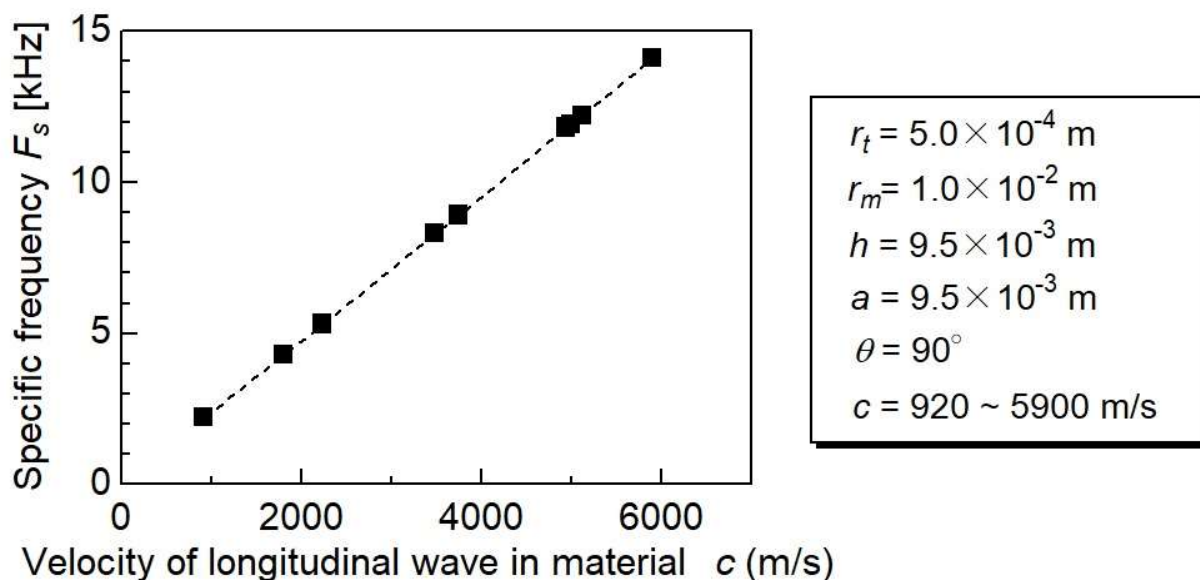 15
10
5
0
0 2000 4000 6000
Specific frequency F_s [kHz]
Velocity of longitudinal wave in material c (m/s)
r_t = 5.0×10^-4 m
r_m= 1.0×10^-2 m
h = 9.5×10^-3 m
a = 9.5×10^-3 m
θ = 90°
c = 920 ~ 5900 m/s